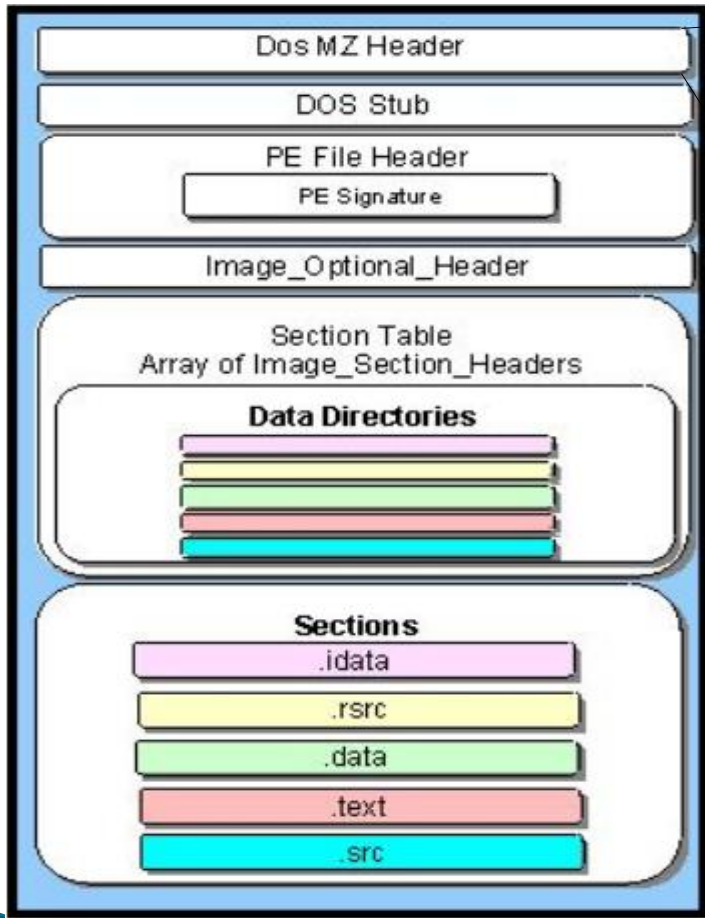 Dos MZ Header
DOS Stub
PE File Header
PE Signature
Image_Optional_Header
Section Table
Array of Image_Section_Headers
Data Directories
Sections
.idata
.rsrc
.data
.text
.src